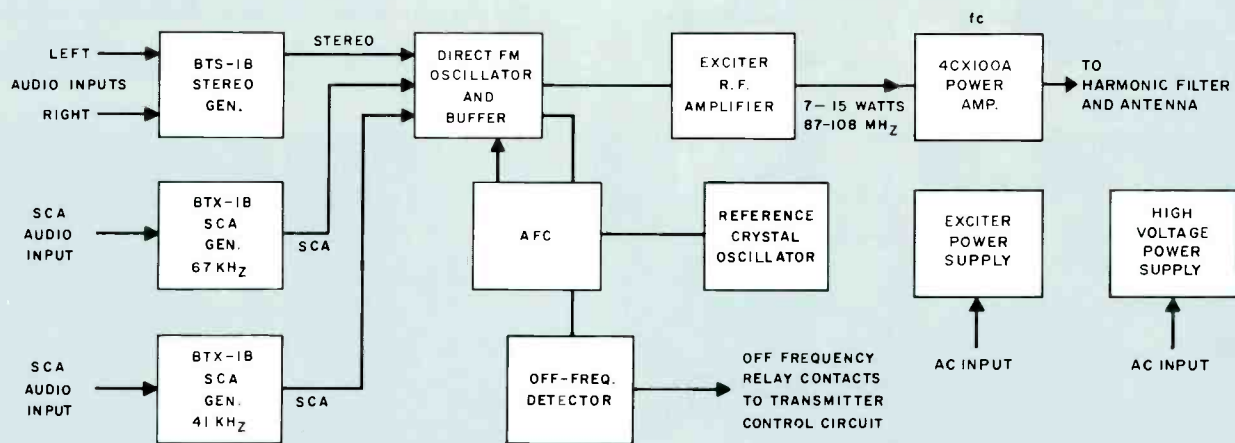 LEFT
AUDIO INPUTS
RIGHT
BTS-1B
STEREO
GEN.
STEREO
DIRECT FM
OSCILLATOR
AND
BUFFER
EXCITER
R.F.
AMPLIFIER
7-15 WATTS
87-108 MHZ
fc
4CX100A
POWER
AMP.
TO
HARMONIC FILTER
AND ANTENNA
SCA
AUDIO
INPUT
BTX-1B
SCA
GEN.
67 KHZ
SCA
AFC
REFERENCE
CRYSTAL
OSCILLATOR
EXCITER
POWER
SUPPLY
HIGH
VOLTAGE
POWER
SUPPLY
AC INPUT
AC INPUT
SCA
AUDIO
INPUT
BTX-1B
SCA
GEN.
41 KHZ
SCA
OFF-FREQ.
DETECTOR
OFF FREQUENCY
RELAY CONTACTS
TO TRANSMITTER
CONTROL CIRCUIT